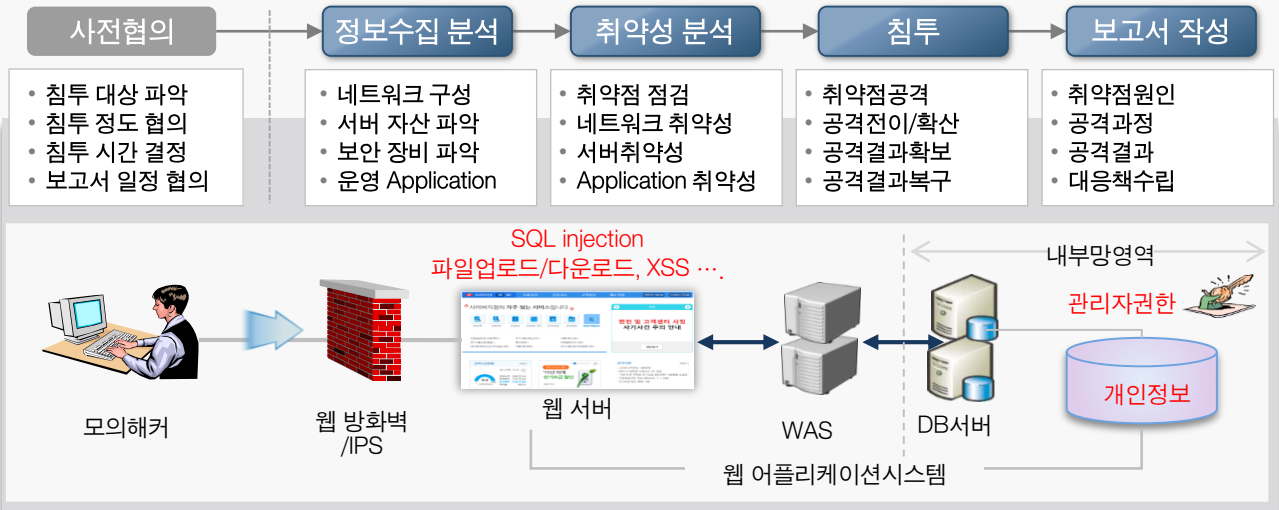 사전협의
정보수집 분석
취약성 분석
침투
보고서 작성
• 침투 대상 파악
• 침투 정도 협의
• 침투 시간 결정
• 보고서 일정 협의
• 네트워크 구성
• 서버 자산 파악
• 보안 장비 파악
• 운영 Application
• 취약점 점검
• 네트워크 취약성
• 서버취약성
• Application 취약성
• 취약점공격
• 공격전이/확산
• 공격결과확보
• 공격결과복구
• 취약점원인
• 공격과정
• 공격결과
• 대응책수립
SQL injection
파일업로드/다운로드, XSS ….
내부망영역
관리자권한
개인정보
모의해커
웹 방화벽
/IPS
웹 서버
WAS
DB서버
웹 어플리케이션시스템